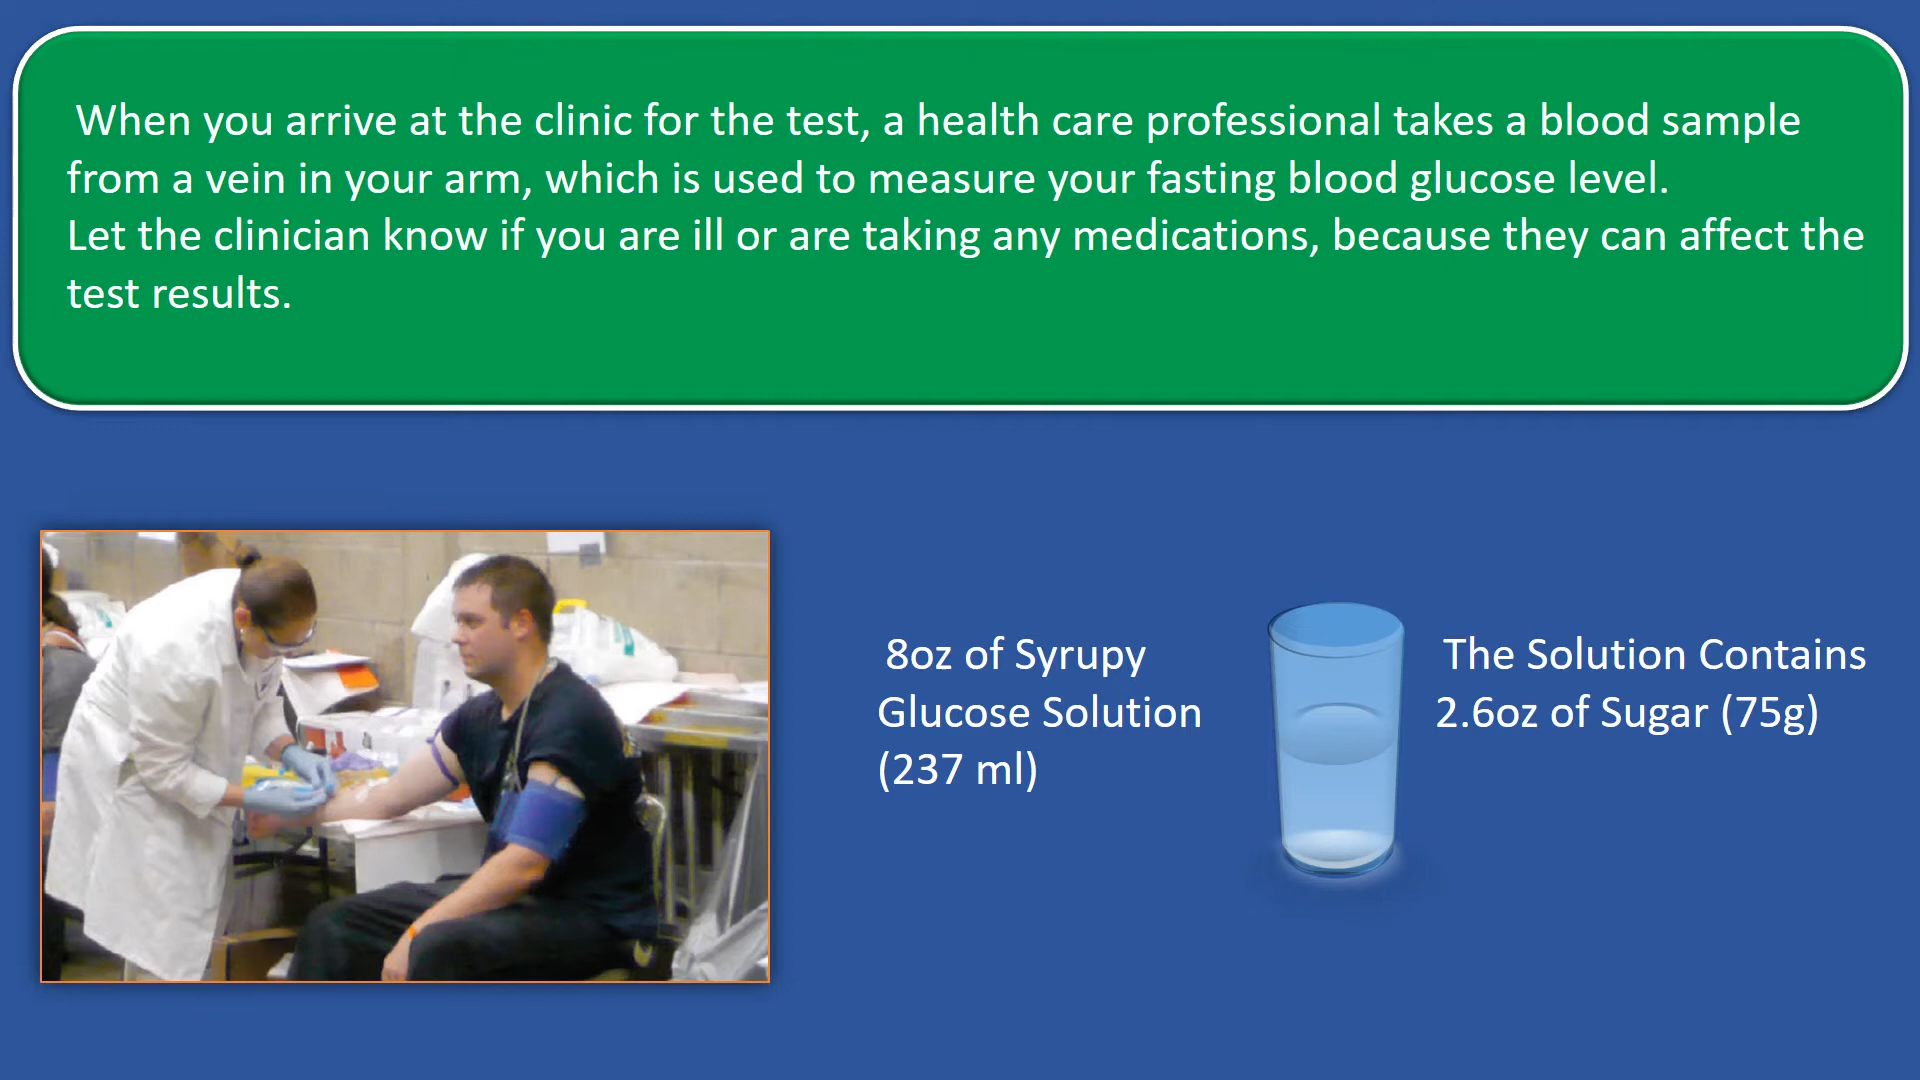 When you arrive at the clinic for the test, a health care professional takes a blood sample
from a vein in your arm, which is used to measure your fasting blood glucose level.
Let the clinician know if you are ill or are taking any medications, because they can affect the
test results.
8oz of Syrupy
Glucose Solution
(237 ml)
The Solution Contains
2.6oz of Sugar (75g)